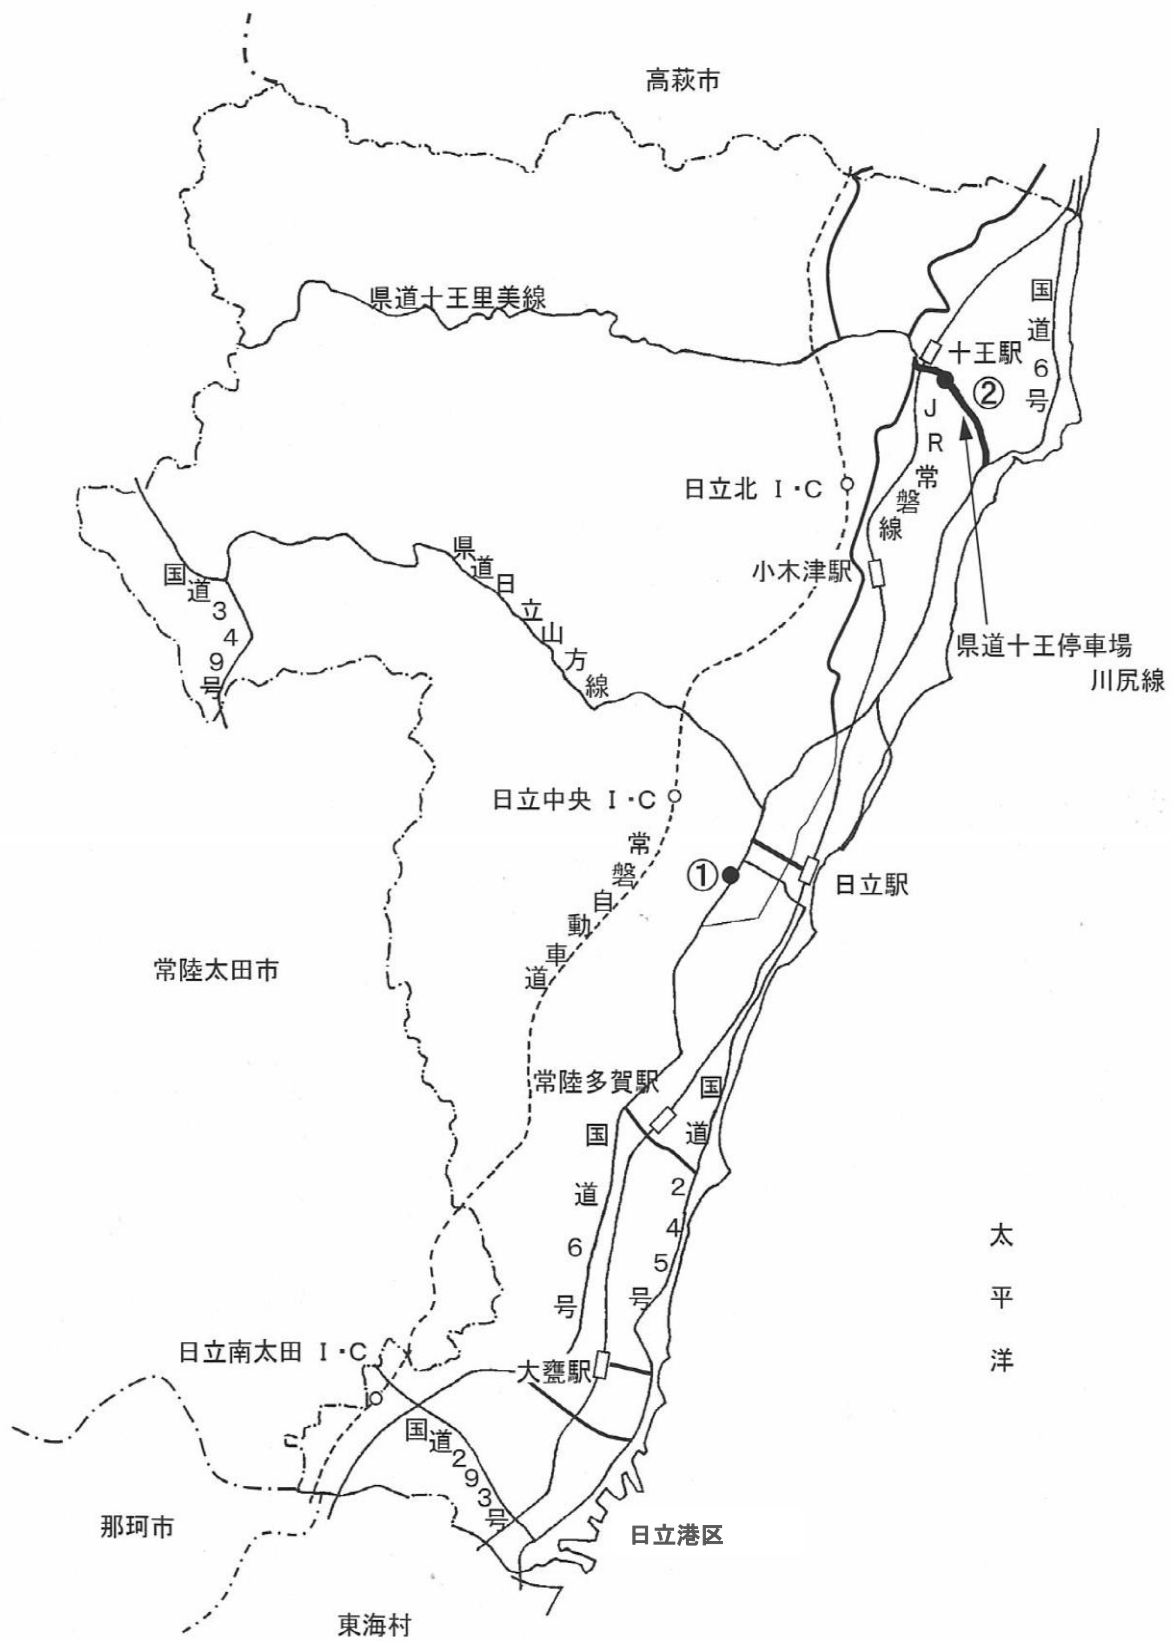 高萩市
県道十王里美線
国道6号
十王駅
②
JR常磐線
日立北 I・C
小木津駅
国道349号
県道日立山方線
県道十王停車場
川尻線
日立中央 I・C
常磐自動車道
①
日立駅
常陸太田市
常陸多賀駅
国道6号
国道245号
太平洋
日立南太田 I・C
大甕駅
国道293号
那珂市
日立港区
東海村